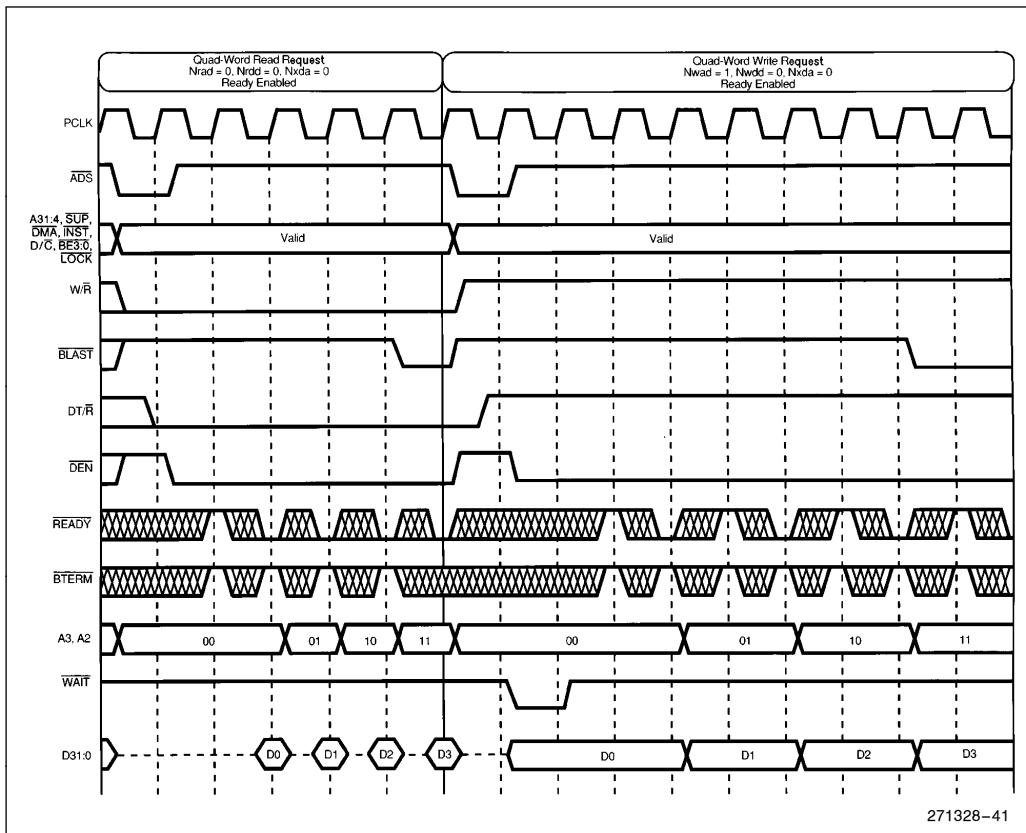 Quad-Word Read Request
Nrad = 0, Nrdd = 0, Nxda = 0
Ready Enabled
Quad-Word Write Request
Nwad = 1, Nwdd = 0, Nxda = 0
Ready Enabled
PCLK
ADS
A31:4, SUP,
DMA, INST,
D/C, BE3:0,
LOCK
Valid
Valid
W/R
BLAST
DT/R
DEN
READY
BTERM
A3, A2
00
01
10
11
00
01
10
11
WAIT
D31:0
D0
D1
D2
D3
D0
D1
D2
D3
271328–41